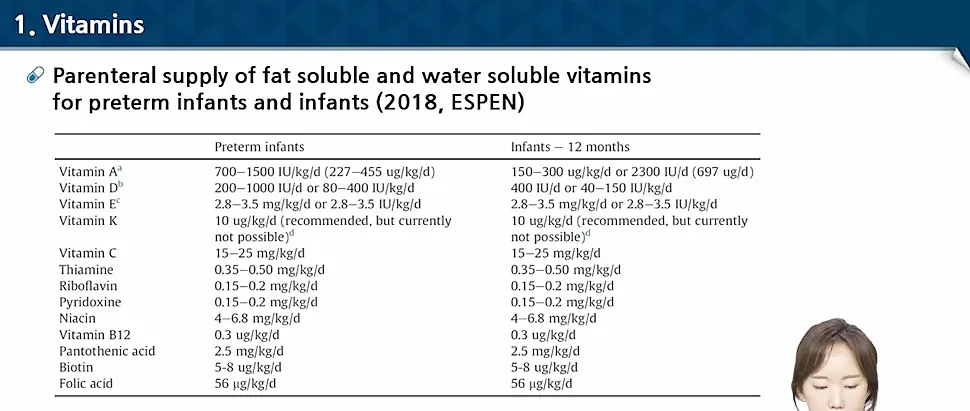 1. Vitamins
Parenteral supply of fat soluble and water soluble vitamins
for preterm infants and infants (2018, ESPEN)
Preterm infants Infants – 12 months
Vitamin Aᵃ 700–1500 IU/kg/d (227–455 ug/kg/d) 150–300 ug/kg/d or 2300 IU/d (697 ug/d)
Vitamin Dᵇ 200–1000 IU/d or 80–400 IU/kg/d 400 IU/d or 40–150 IU/kg/d
Vitamin Eᶜ 2.8–3.5 mg/kg/d or 2.8–3.5 IU/kg/d 2.8–3.5 mg/kg/d or 2.8–3.5 IU/kg/d
Vitamin K 10 ug/kg/d (recommended, but currently 10 ug/kg/d (recommended, but currently
not possible)ᵈ not possible)ᵈ
Vitamin C 15–25 mg/kg/d 15–25 mg/kg/d
Thiamine 0.35–0.50 mg/kg/d 0.35–0.50 mg/kg/d
Riboflavin 0.15–0.2 mg/kg/d 0.15–0.2 mg/kg/d
Pyridoxine 0.15–0.2 mg/kg/d 0.15–0.2 mg/kg/d
Niacin 4–6.8 mg/kg/d 4–6.8 mg/kg/d
Vitamin B12 0.3 ug/kg/d 0.3 ug/kg/d
Pantothenic acid 2.5 mg/kg/d 2.5 mg/kg/d
Biotin 5-8 ug/kg/d 5-8 ug/kg/d
Folic acid 56 μg/kg/d 56 μg/kg/d